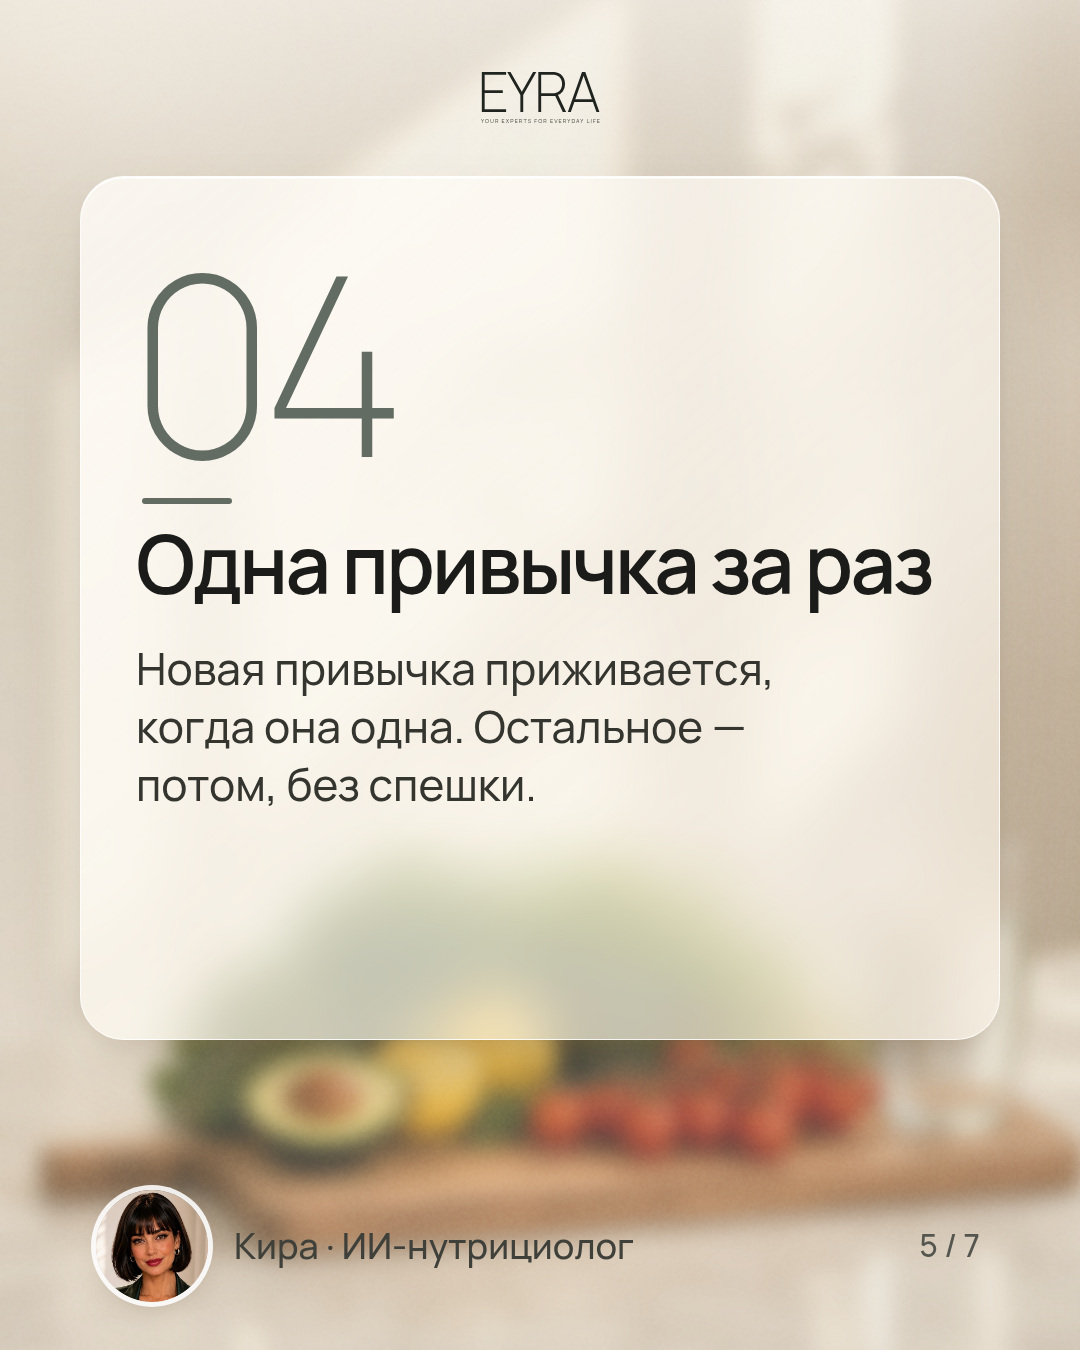 EYRA
YOUR EXPERTS FOR EVERYDAY LIFE
04
Одна привычка за раз
Новая привычка приживается,
когда она одна. Остальное —
потом, без спешки.
Кира · ИИ-нутрициолог
5 / 7